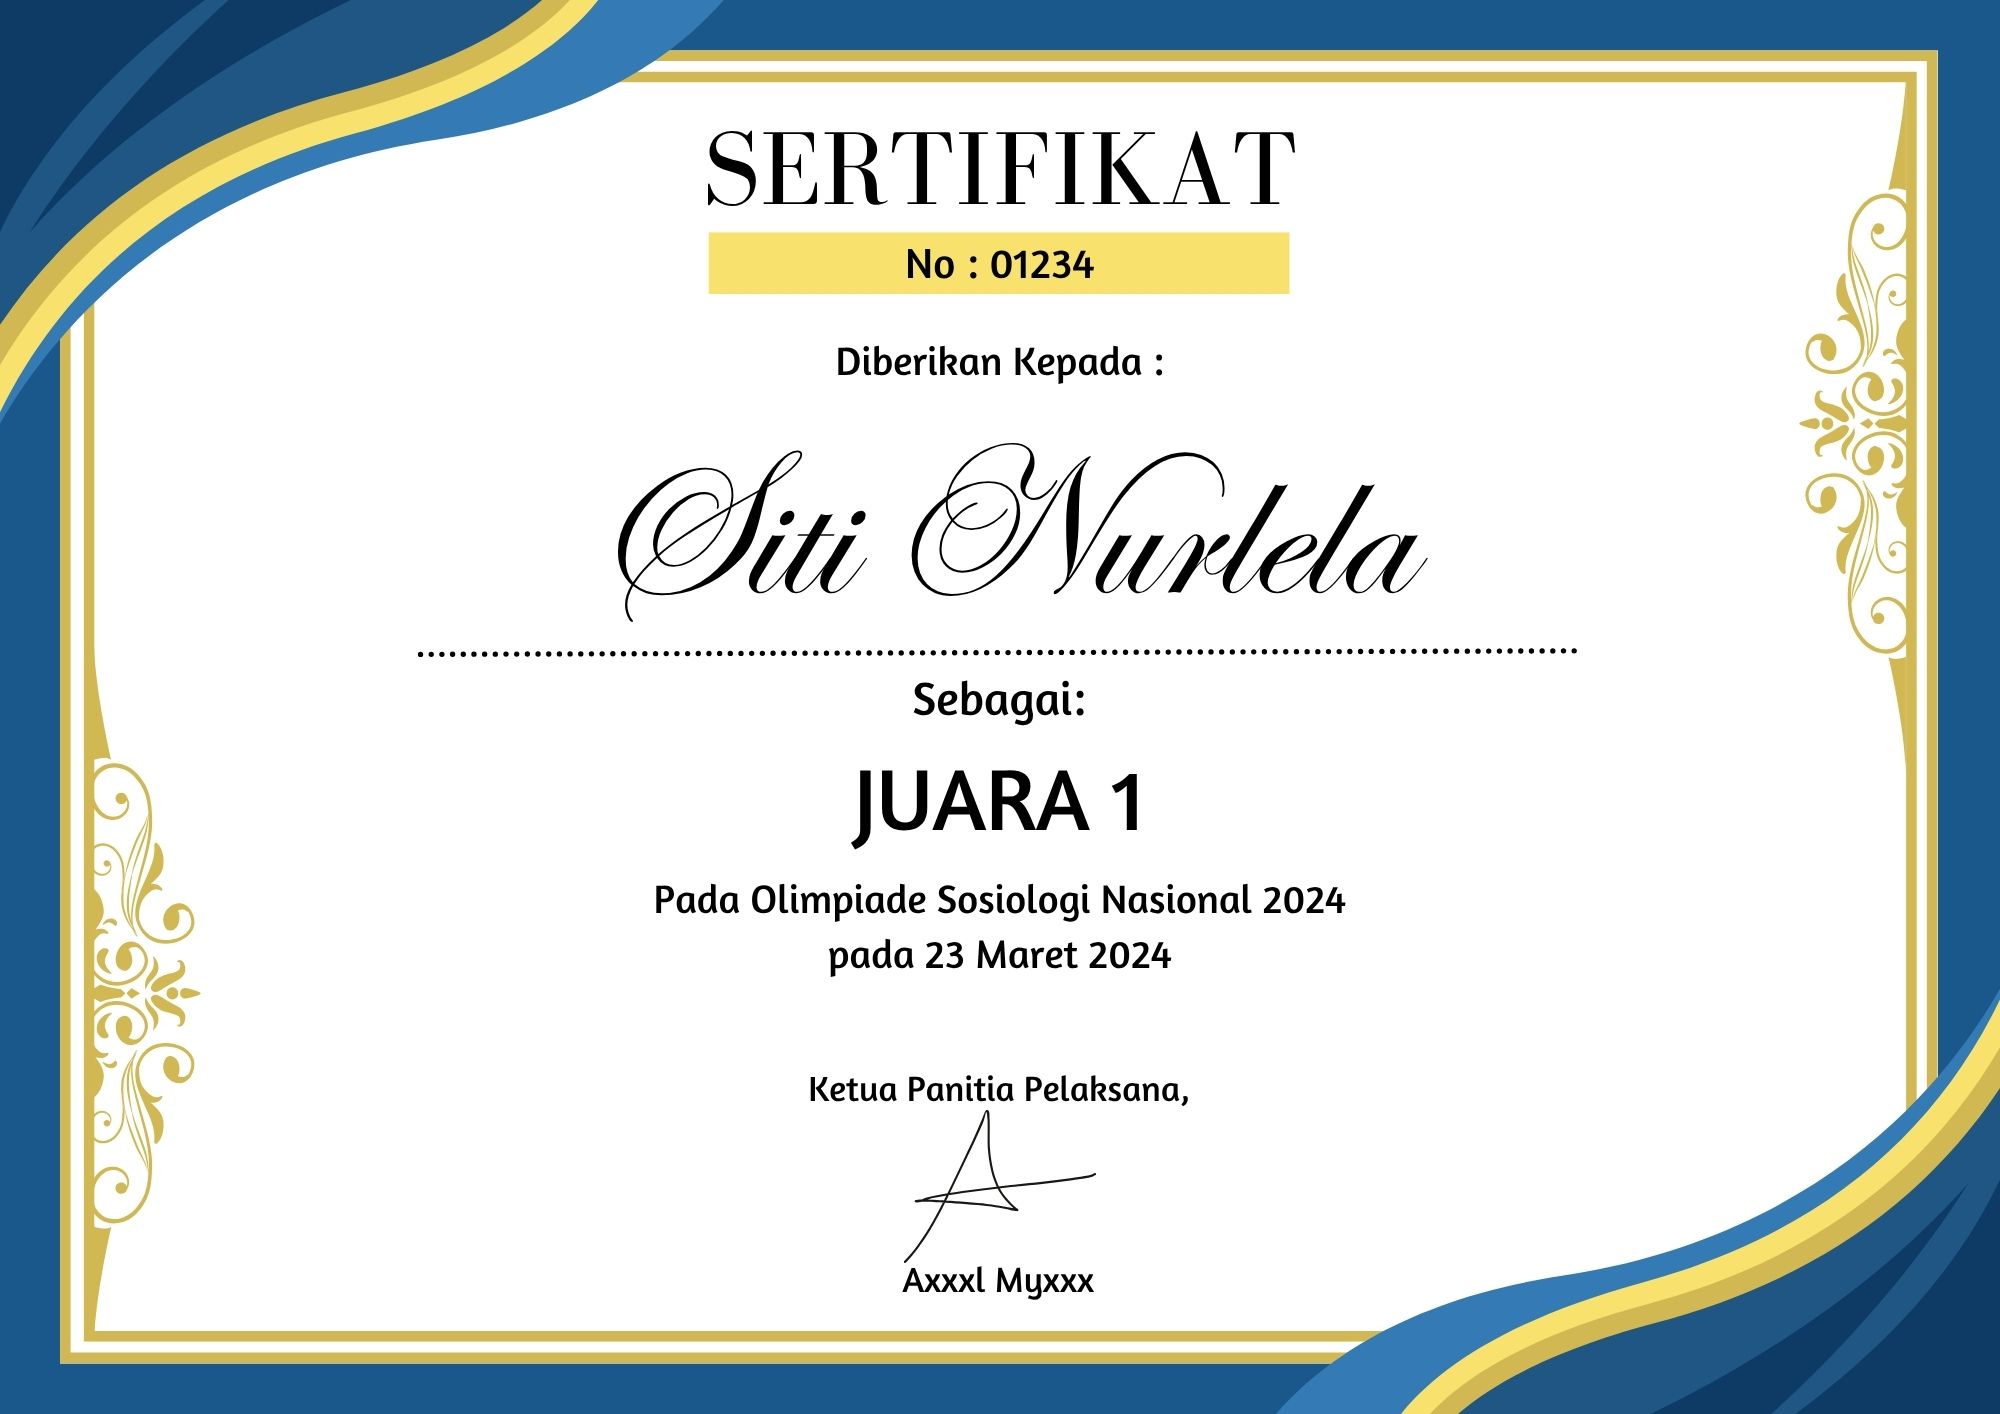 SERTIFIKAT
No : 01234
Diberikan Kepada :
Siti Nurlela
Sebagai:
JUARA 1
Pada Olimpiade Sosiologi Nasional 2024
pada 23 Maret 2024
Ketua Panitia Pelaksana,
Axxxl Myxxx